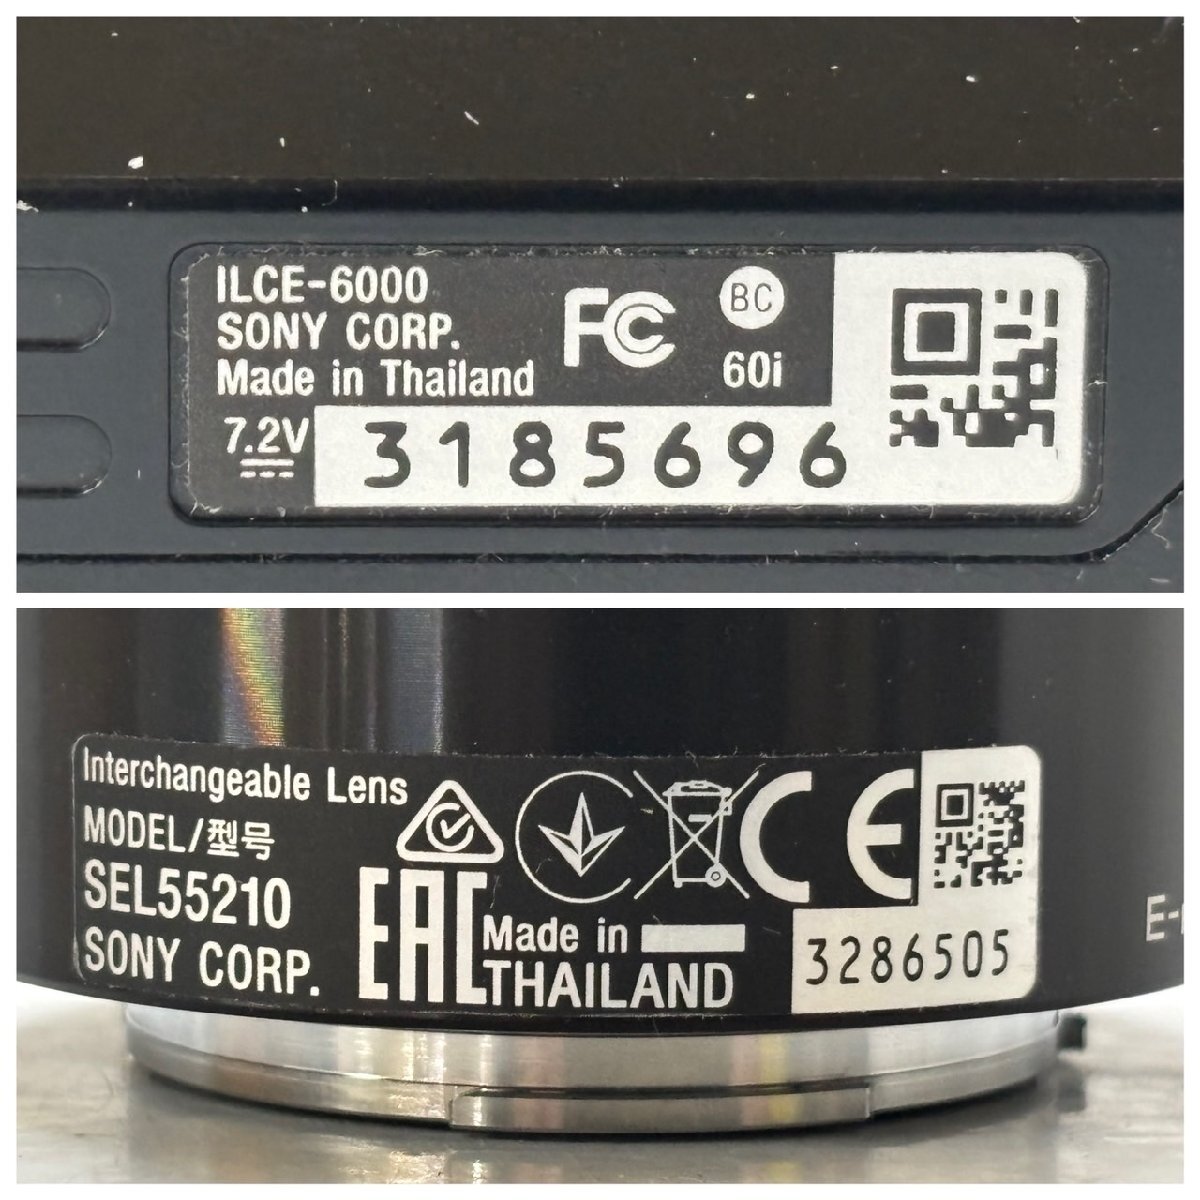 ILCE-6000
SONY CORP.
Made in Thailand
FC
BC
60i
7.2V
3185696
Interchangeable Lens
MODEL/型号
SEL55210
SONY CORP.
EAC
CE
Made in
THAILAND
3286505
E-